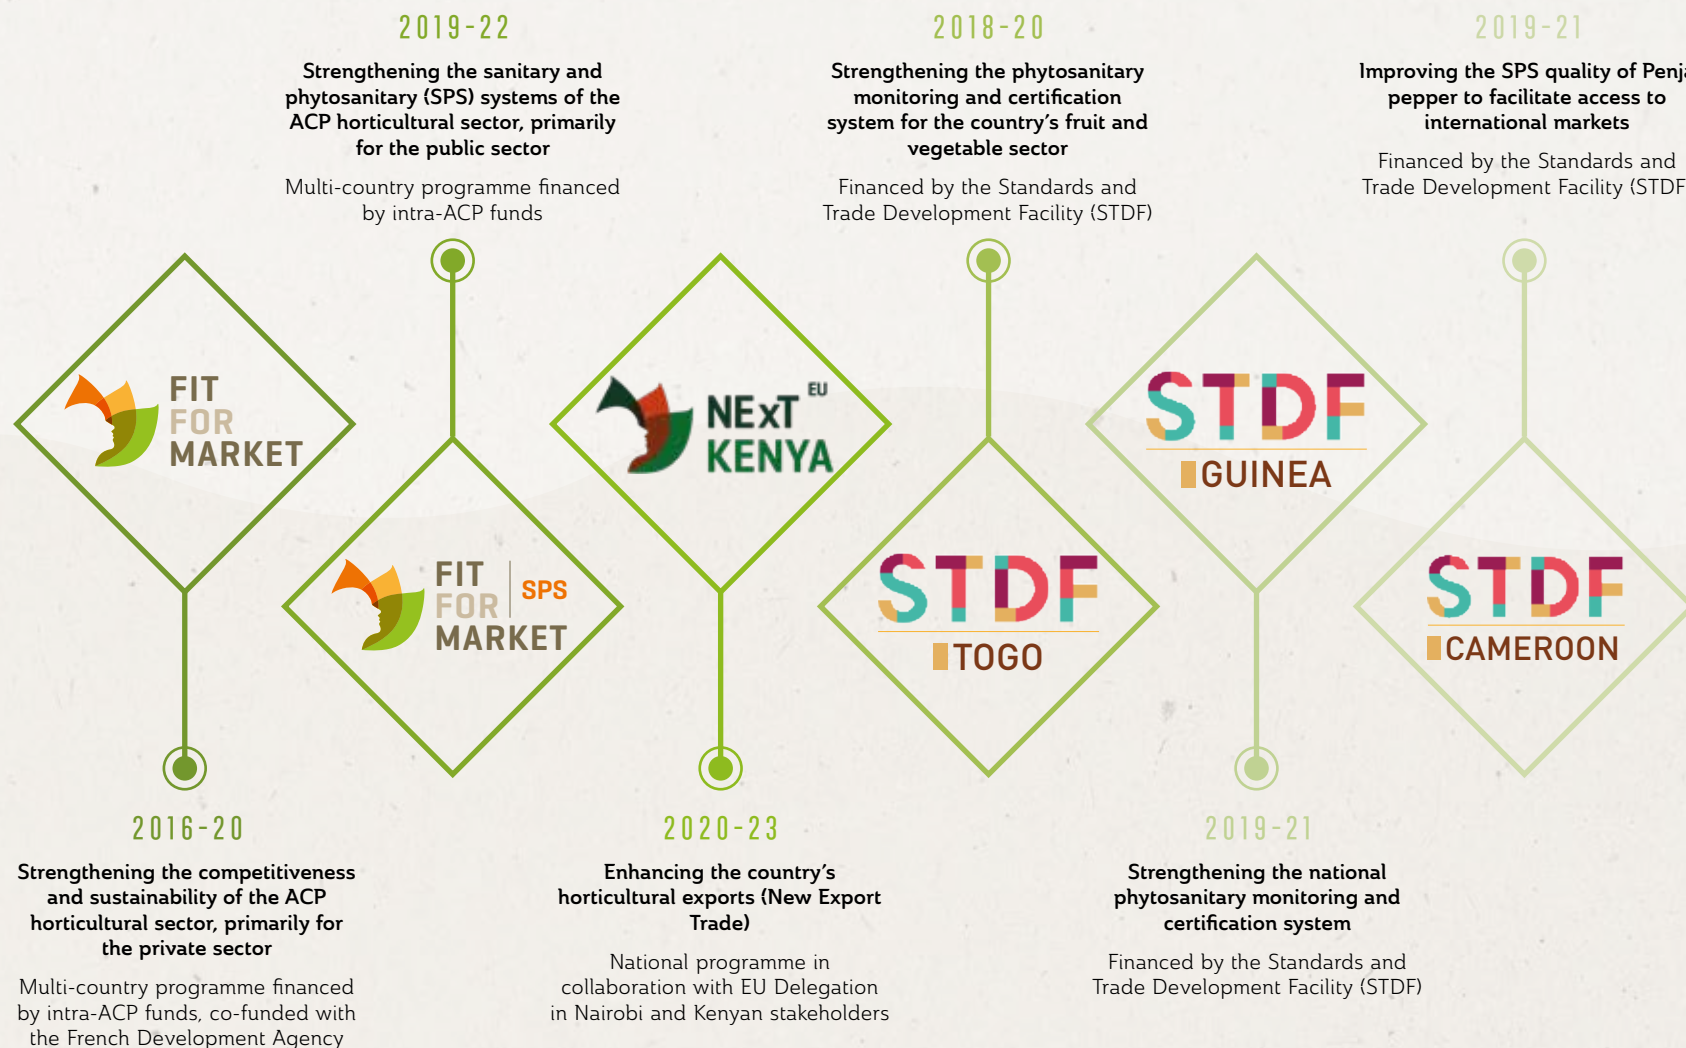 2019-22
Strengthening the sanitary and
phytosanitary (SPS) systems of the
ACP horticultural sector, primarily
for the public sector
Multi-country programme financed
by intra-ACP funds
2018-20
Strengthening the phytosanitary
monitoring and certification
system for the country's fruit and
vegetable sector
Financed by the Standards and
Trade Development Facility (STDF)
2019-21
Improving the SPS quality of Penja
pepper to facilitate access to
international markets
Financed by the Standards and
Trade Development Facility (STDF
FIT
FOR
MARKET
FIT
FOR
MARKET
SPS
NExT EU
KENYA
STDF
TOGO
STDF
GUINEA
STDF
CAMEROON
2016-20
Strengthening the competitiveness
and sustainability of the ACP
horticultural sector, primarily for
the private sector
Multi-country programme financed
by intra-ACP funds, co-funded with
the French Development Agency
2020-23
Enhancing the country's
horticultural exports (New Export
Trade)
National programme in
collaboration with EU Delegation
in Nairobi and Kenyan stakeholders
2019-21
Strengthening the national
phytosanitary monitoring and
certification system
Financed by the Standards and
Trade Development Facility (STDF)